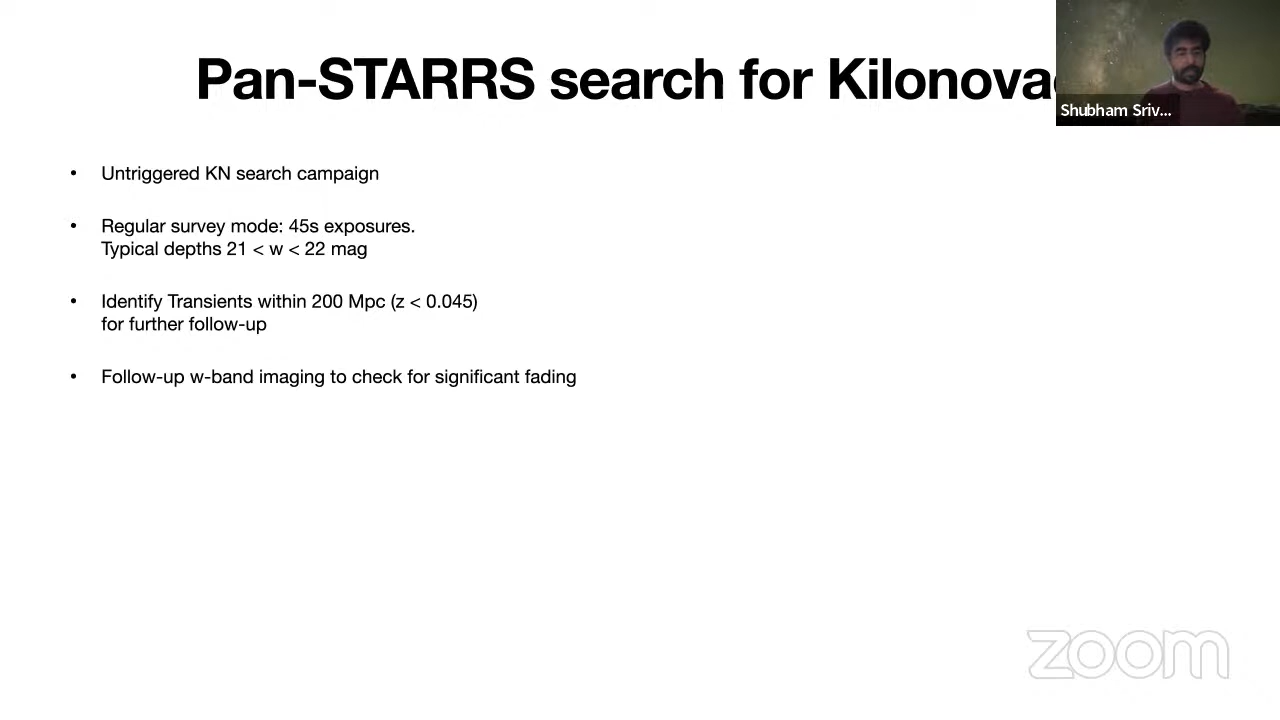 Pan-STARRS search for Kilonova
Shubham Sriv...
• Untriggered KN search campaign
• Regular survey mode: 45s exposures.
Typical depths 21 < w < 22 mag
• Identify Transients within 200 Mpc (z < 0.045)
for further follow-up
• Follow-up w-band imaging to check for significant fading
zoom